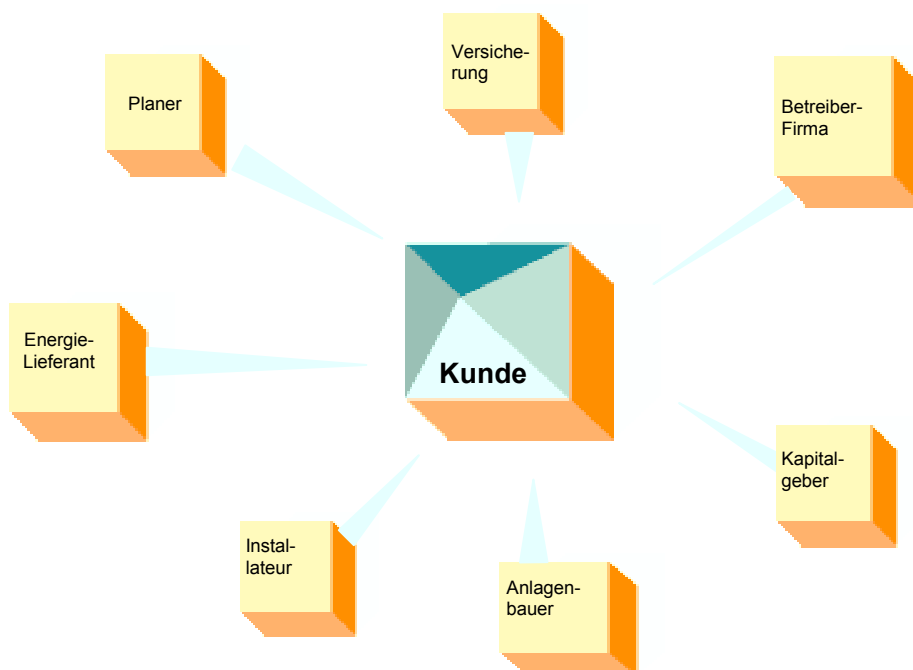 Versiche-
rung
Planer
Betreiber-
Firma
Energie-
Lieferant
Kunde
Kapital-
geber
Instal-
lateur
Anlagen-
bauer